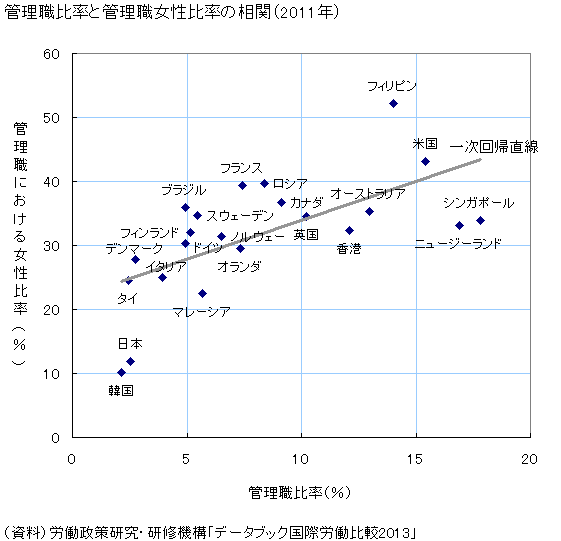 管理職比率と管理職女性比率の相関(2011年)
60
50
40
30
20
10
0
管理職における女性比率(%)
フィリピン
米国
一次回帰直線
フランス
ロシア
ブラジル
カナダ
オーストラリア
シンガポール
スウェーデン
フィンランド
ドイツ
ノルウェー
英国
香港
ニュージーランド
デンマーク
イタリア
オランダ
タイ
マレーシア
日本
韓国
0
5
10
15
20
管理職比率(%)
(資料)労働政策研究・研修機構「データブック国際労働比較2013」